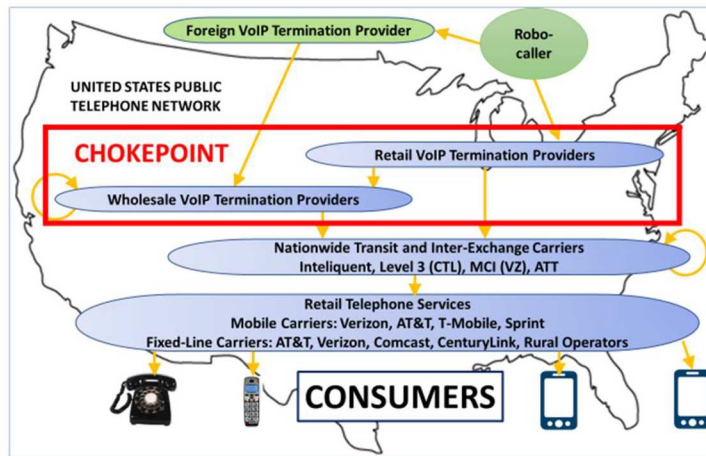 Foreign VoIP Termination Provider
Robo-
caller
UNITED STATES PUBLIC
TELEPHONE NETWORK
CHOKEPOINT
Retail VoIP Termination Providers
Wholesale VoIP Termination Providers
Nationwide Transit and Inter-Exchange Carriers
Inteliquent, Level 3 (CTL), MCI (VZ), ATT
Retail Telephone Services
Mobile Carriers: Verizon, AT&T, T-Mobile, Sprint
Fixed-Line Carriers: AT&T, Verizon, Comcast, CenturyLink, Rural Operators
CONSUMERS